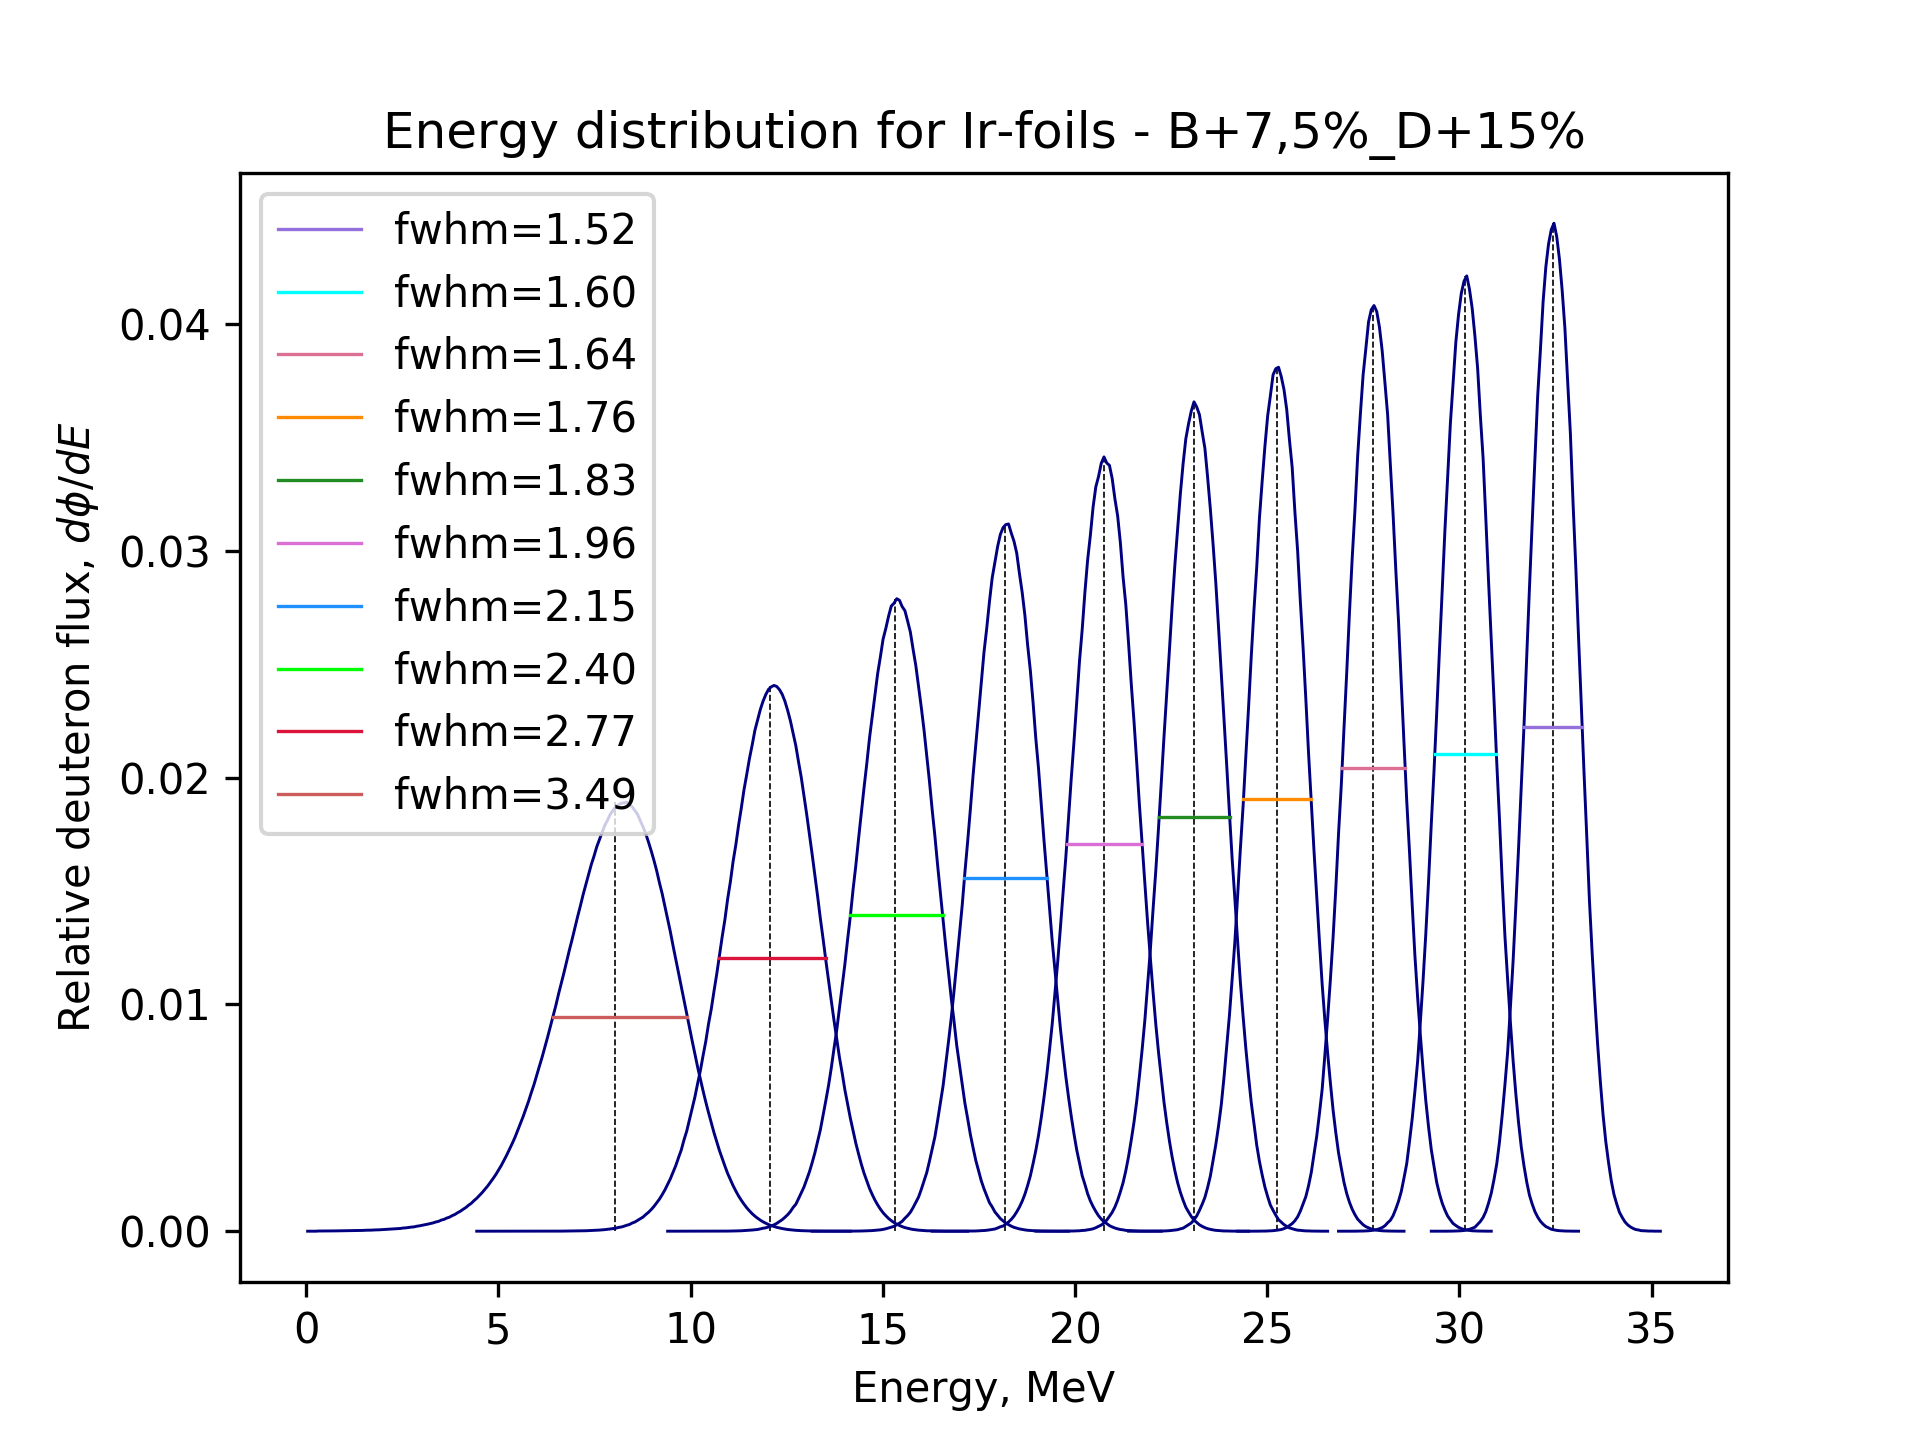 Energy distribution for Ir-foils - B+7,5%_D+15%
fwhm=1.52
fwhm=1.60
fwhm=1.64
fwhm=1.76
fwhm=1.83
fwhm=1.96
fwhm=2.15
fwhm=2.40
fwhm=2.77
fwhm=3.49
Relative deuteron flux, dϕ/dE
0.04
0.03
0.02
0.01
0.00
0 5 10 15 20 25 30 35
Energy, MeV